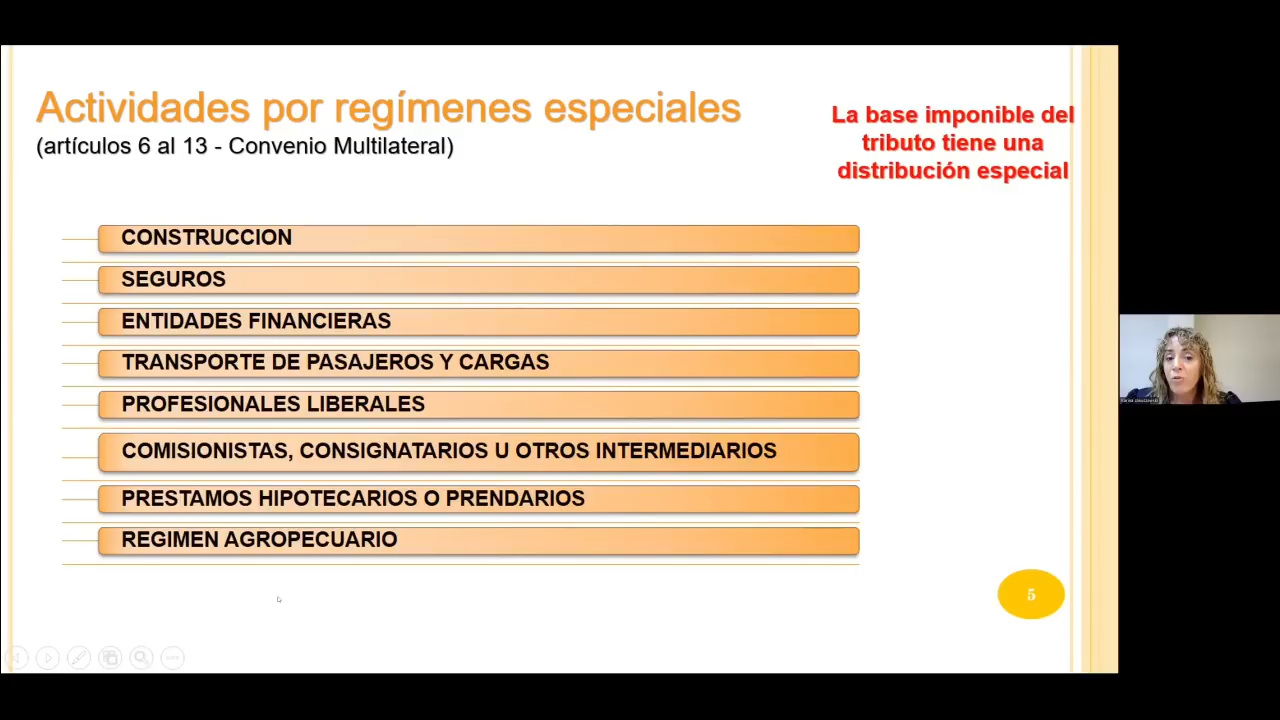 Actividades por regímenes especiales
(artículos 6 al 13 - Convenio Multilateral)
La base imponible del
tributo tiene una
distribución especial
CONSTRUCCION
SEGUROS
ENTIDADES FINANCIERAS
TRANSPORTE DE PASAJEROS Y CARGAS
PROFESIONALES LIBERALES
COMISIONISTAS, CONSIGNATARIOS U OTROS INTERMEDIARIOS
PRESTAMOS HIPOTECARIOS O PRENDARIOS
REGIMEN AGROPECUARIO
5